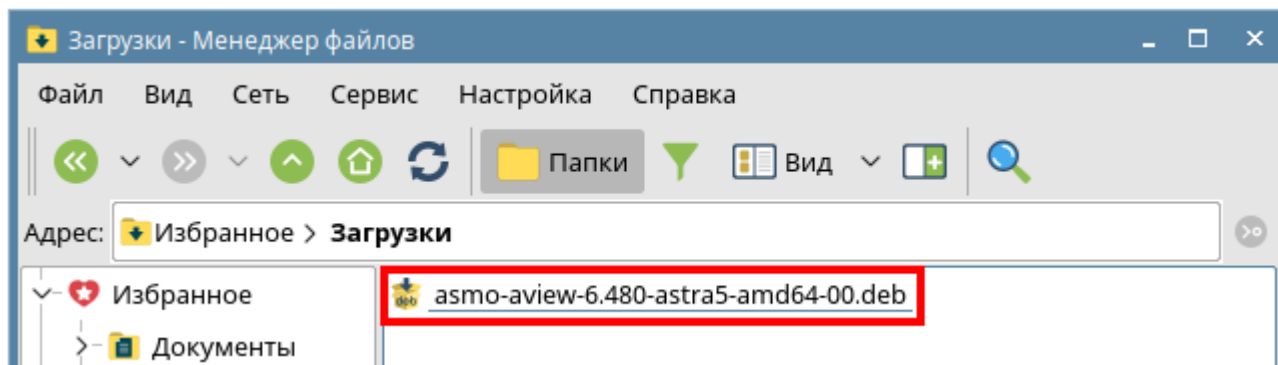 Загрузки - Менеджер файлов
Файл Вид Сеть Сервис Настройка Справка
Папки Вид
Адрес: Избранное > Загрузки
Избранное
asmo-aview-6.480-astra5-amd64-00.deb
Документы